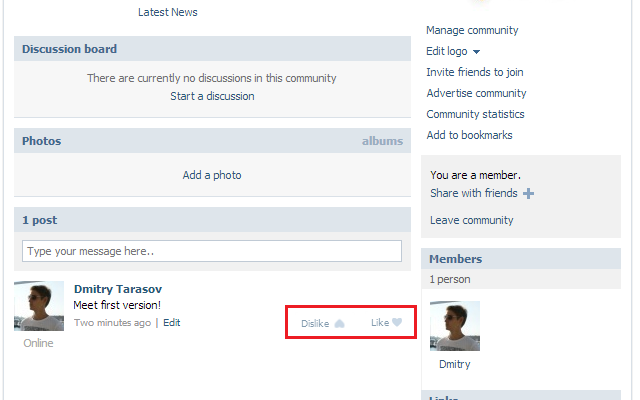 Latest News
Discussion board
There are currently no discussions in this community
Start a discussion
Photos
albums
Add a photo
1 post
Type your message here..
Dmitry Tarasov
Meet first version!
Two minutes ago | Edit
Dislike
Like
Online
Manage community
Edit logo
Invite friends to join
Advertise community
Community statistics
Add to bookmarks
You are a member.
Share with friends
Leave community
Members
1 person
Dmitry
Links